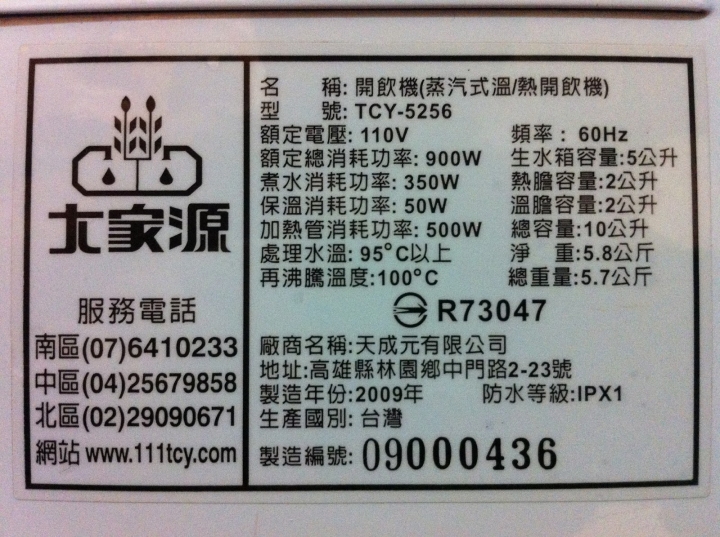 大家源
服務電話
南區(07)6410233
中區(04)25679858
北區(02)29090671
網站 www.111tcy.com
名 稱: 開飲機(蒸汽式溫/熱開飲機)
型 號: TCY-5256
額定電壓: 110V 頻率: 60Hz
額定總消耗功率: 900W 生水箱容量:5公升
煮水消耗功率: 350W 熱膽容量:2公升
保溫消耗功率: 50W 溫膽容量:2公升
加熱管消耗功率: 500W 總容量:10公升
處理水溫: 95°C以上 淨 重:5.8公斤
再沸騰溫度:100°C 總重量:5.7公斤
R73047
廠商名稱:天成元有限公司
地址:高雄縣林園鄉中門路2-23號
製造年份:2009年 防水等級:IPX1
生產國別: 台灣
製造編號: 09000436